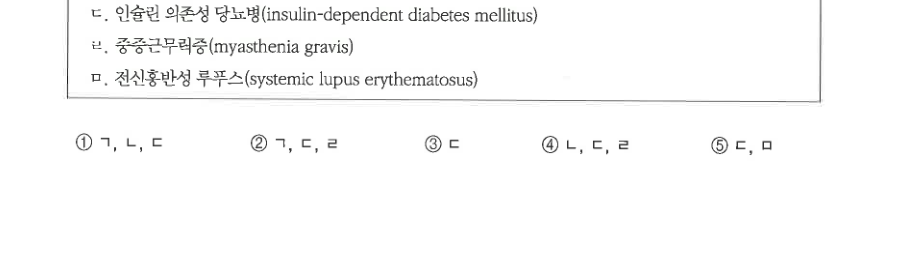 ㄷ. 인슐린 의존성 당뇨병(insulin-dependent diabetes mellitus)
ㄹ. 중증근무력증(myasthenia gravis)
ㅁ. 전신홍반성 루푸스(systemic lupus erythematosus)
① ㄱ, ㄴ, ㄷ ② ㄱ, ㄷ, ㄹ ③ ㄷ ④ ㄴ, ㄷ, ㄹ ⑤ ㄷ, ㅁ